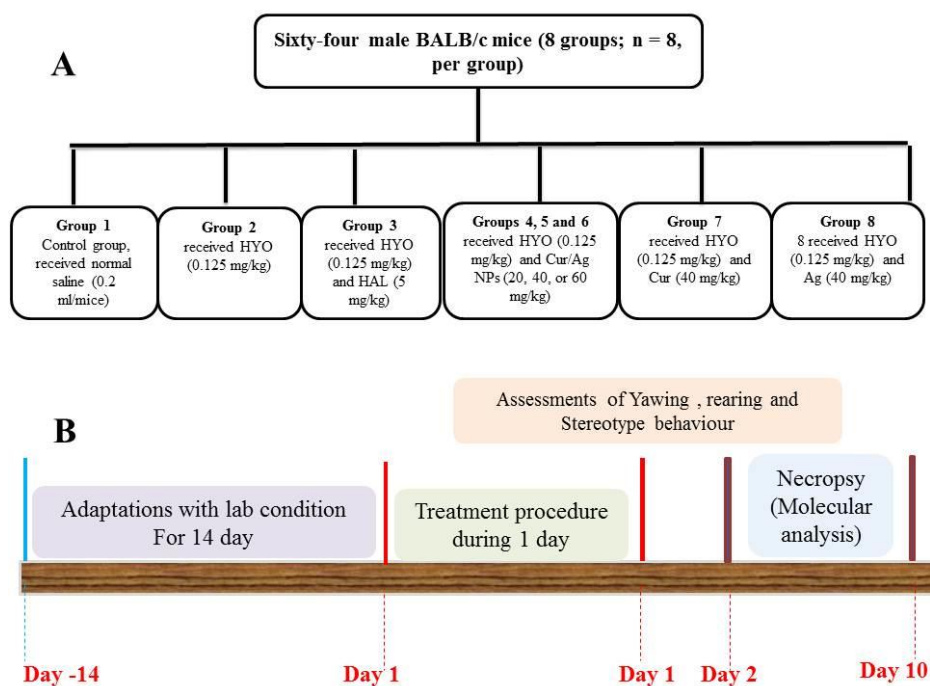 A
Sixty-four male BALB/c mice (8 groups; n = 8,
per group)
Group 1
Control group,
received normal
saline (0.2
ml/mice)
Group 2
received HYO
(0.125 mg/kg)
Group 3
received HYO
(0.125 mg/kg)
and HAL (5
mg/kg)
Groups 4, 5 and 6
received HYO (0.125
mg/kg) and Cur/Ag
NPs (20, 40, or 60
mg/kg)
Group 7
received HYO
(0.125 mg/kg) and
Cur (40 mg/kg)
Group 8
8 received HYO
(0.125 mg/kg) and
Ag (40 mg/kg)
B
Assessments of Yawing , rearing and
Stereotype behaviour
Adaptations with lab condition
For 14 day
Treatment procedure
during 1 day
Necropsy
(Molecular
analysis)
Day -14
Day 1
Day 1
Day 2
Day 10